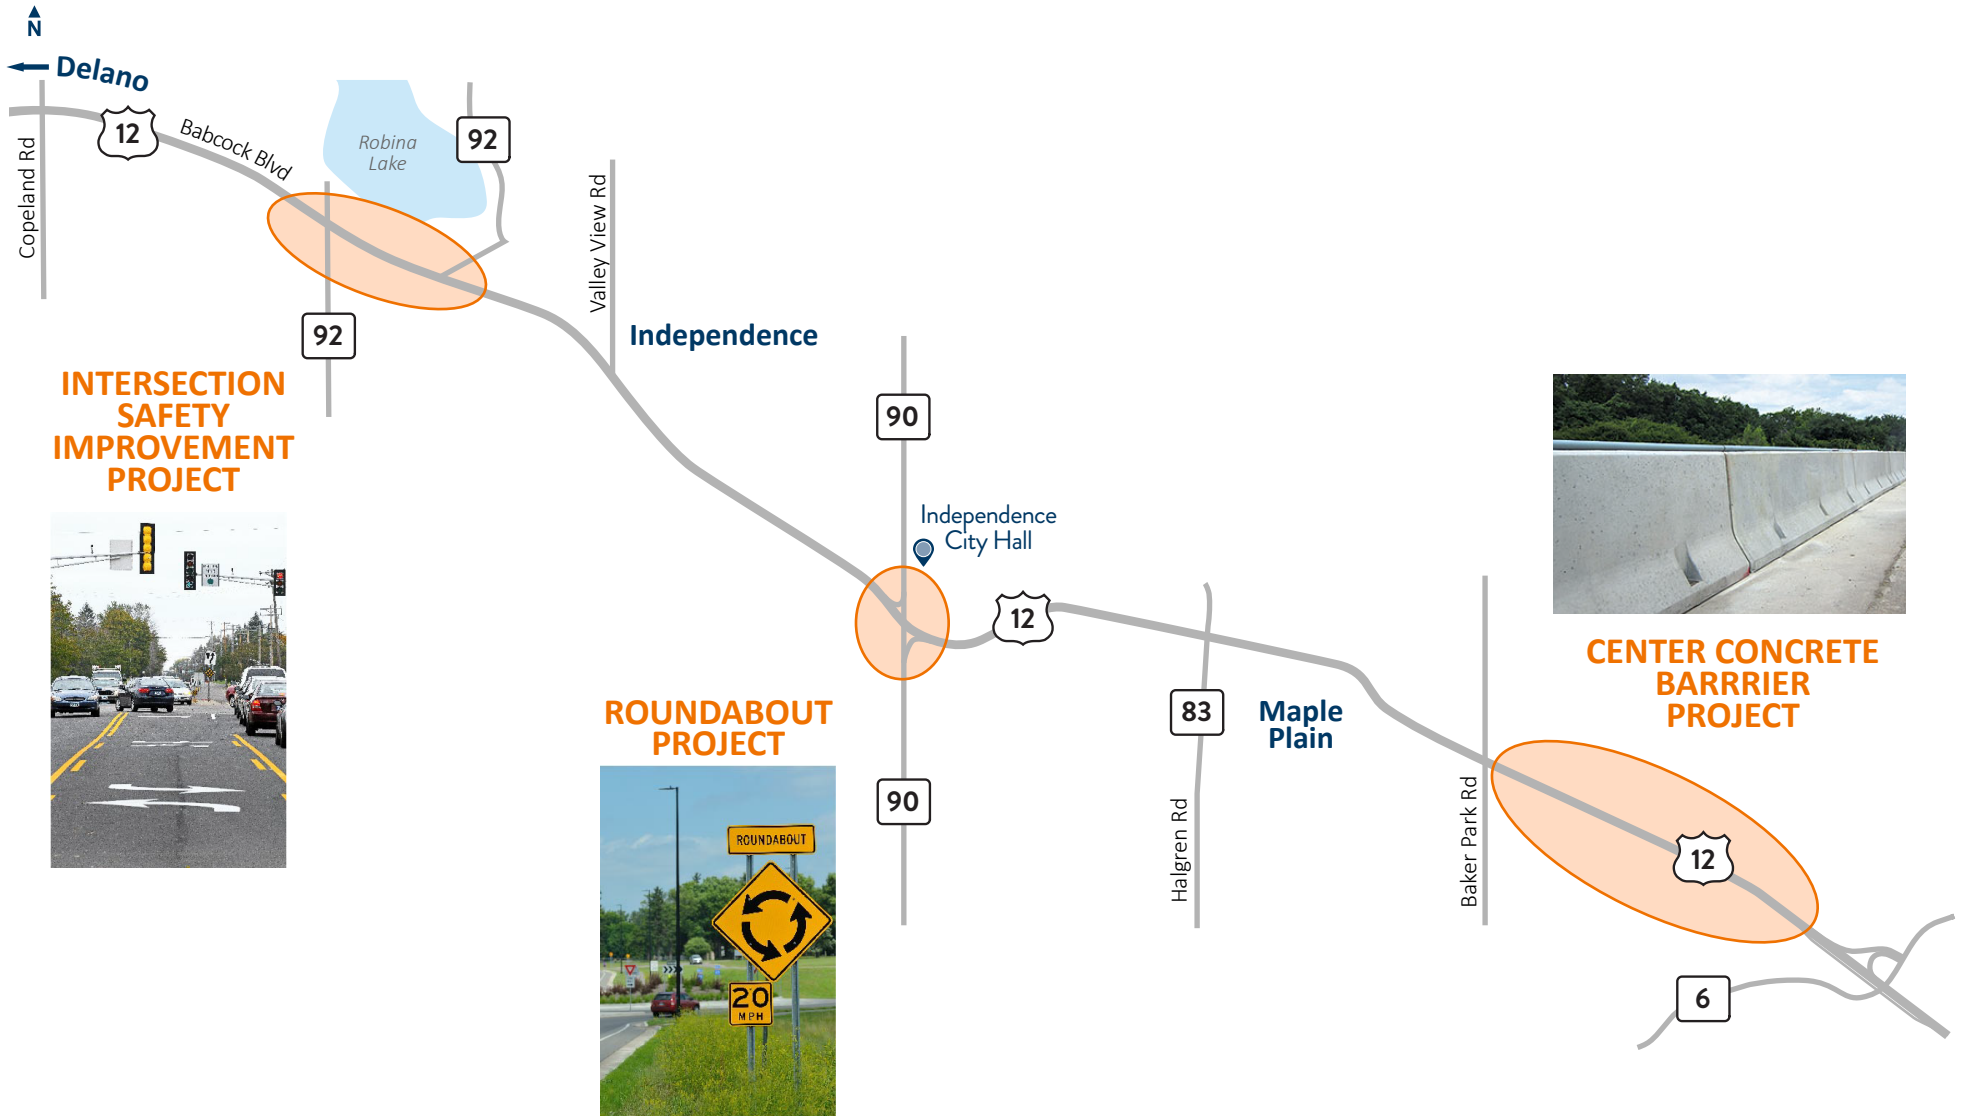 N
Delano
12
Babcock Blvd
Copeland Rd
Robina
Lake
92
92
Valley View Rd
Independence
INTERSECTION
SAFETY
IMPROVEMENT
PROJECT
90
Independence
City Hall
12
ROUNDABOUT
PROJECT
ROUNDABOUT
20
MPH
90
83
Halgren Rd
Maple
Plain
Baker Park Rd
CENTER CONCRETE
BARRRIER
PROJECT
12
6